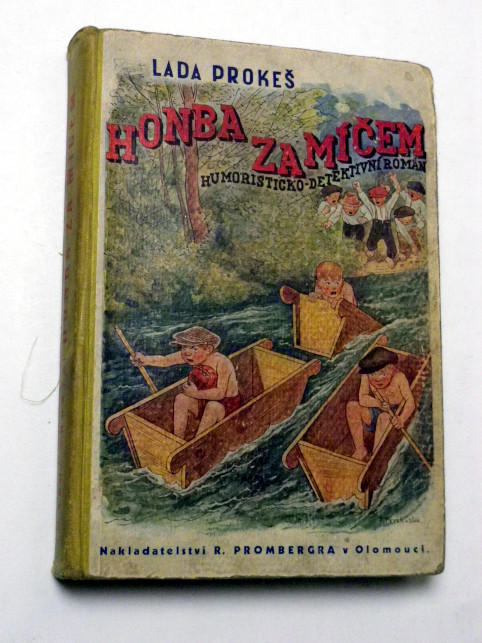 LADA PROKEŠ
HONBA
ZA MÍČEM
HUMORISTICKO-DETEKTIVNÍ ROMÁN
Nakladatelství R. PROMBERGRA v Olomouci.